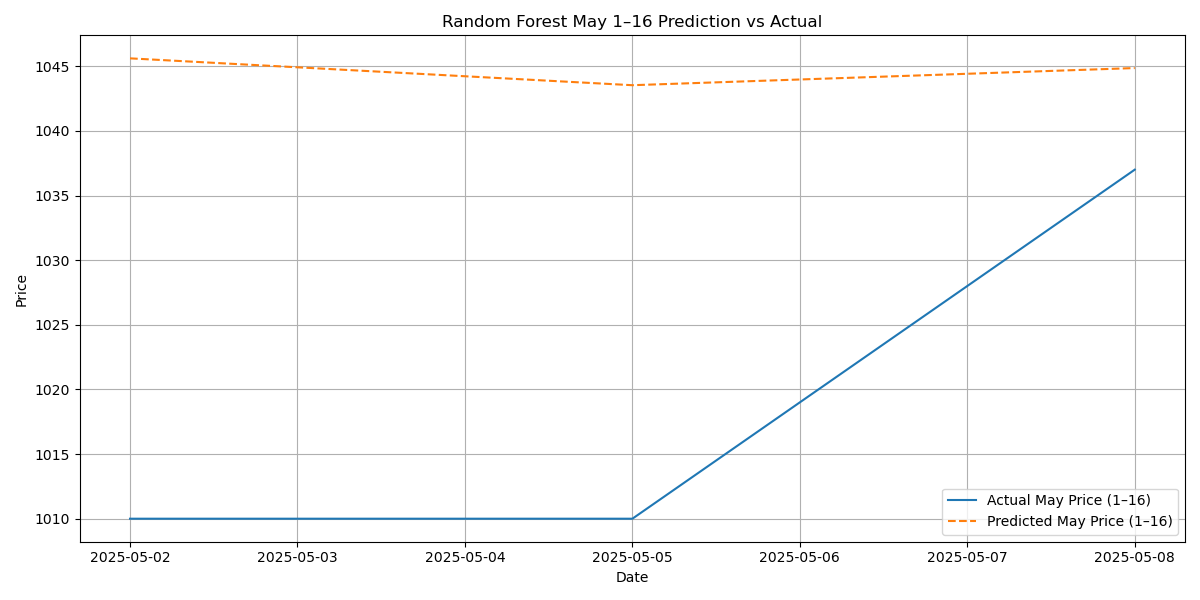 Random Forest May 1–16 Prediction vs Actual
Price
1045
1040
1035
1030
1025
1020
1015
1010
Actual May Price (1–16)
Predicted May Price (1–16)
2025-05-02 2025-05-03 2025-05-04 2025-05-05 2025-05-06 2025-05-07 2025-05-08
Date